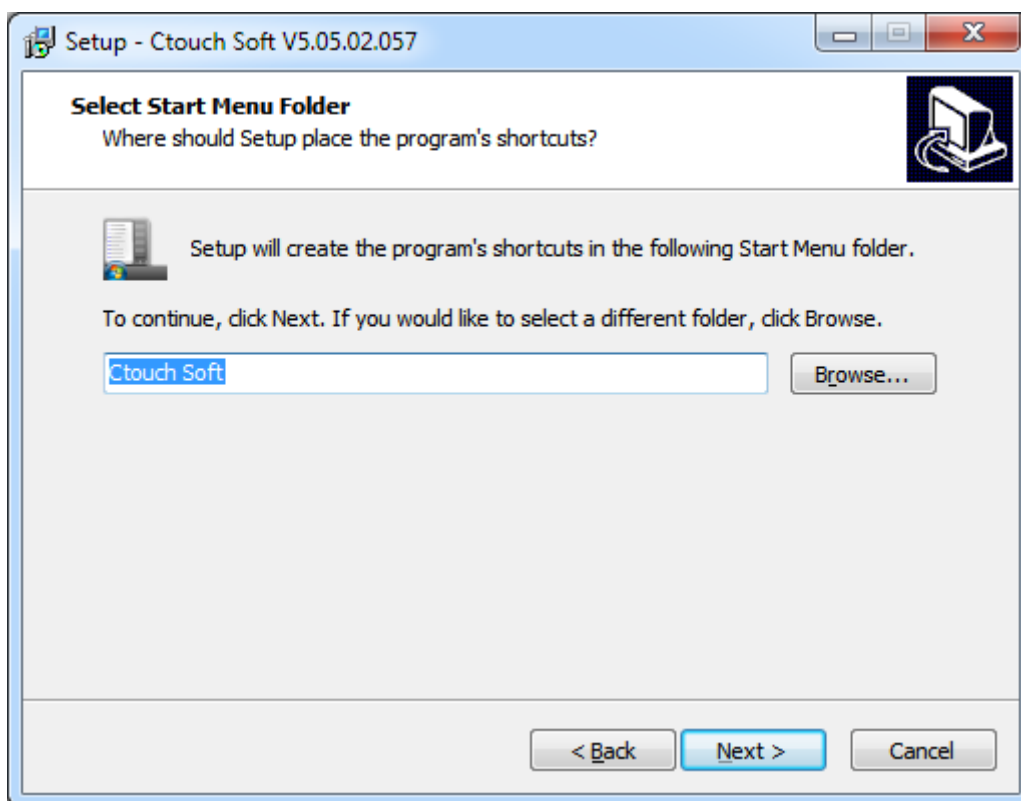 Setup - Ctouch Soft V5.05.02.057
Select Start Menu Folder
Where should Setup place the program's shortcuts?
Setup will create the program's shortcuts in the following Start Menu folder.
To continue, click Next. If you would like to select a different folder, click Browse.
Ctouch Soft
Browse...
< Back
Next >
Cancel